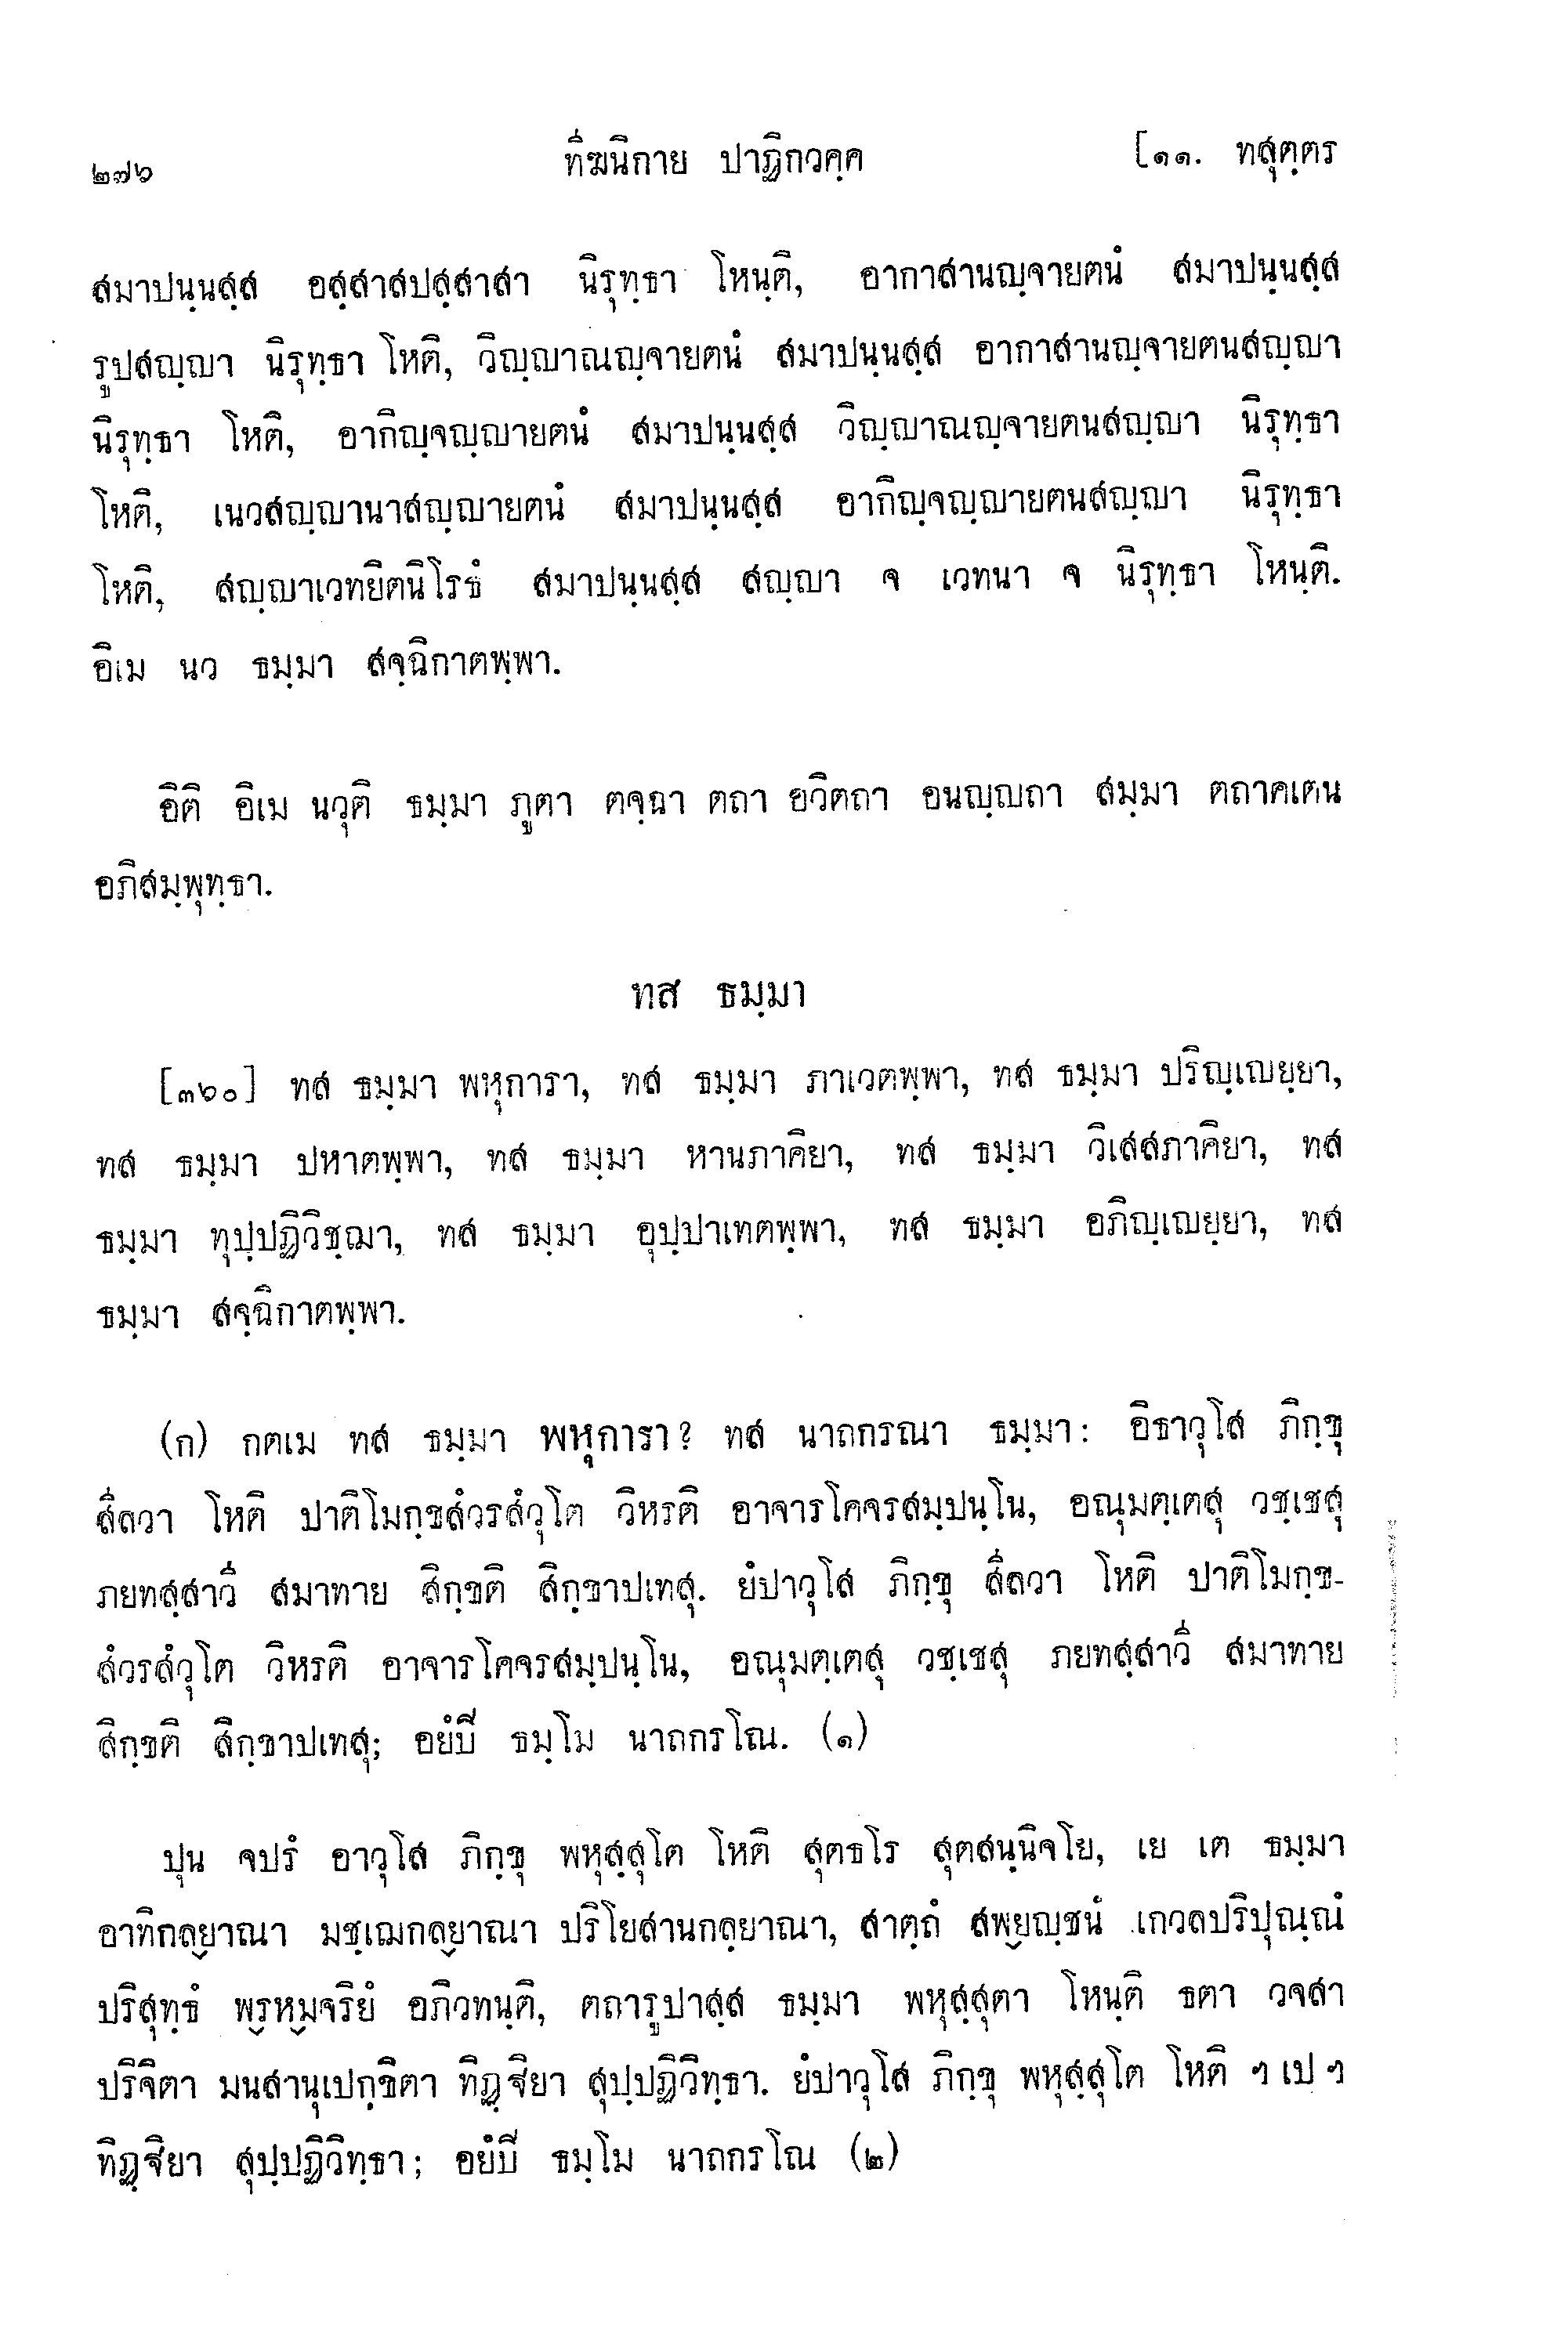 ๒๗๖ ทีฆนิกาย ปาฏิกวคฺค [๑๑. ทสุตฺตร
สมาปนฺนสฺส อสฺสาสปสฺสาสา นิรุทฺธา โหนฺติ, อากาสานญฺจายตนํ สมาปนฺนสฺส
รูปสญฺญา นิรุทฺธา โหติ, วิญฺญาณญฺจายตนํ สมาปนฺนสฺส อากาสานญฺจายตนสญฺญา
นิรุทฺธา โหติ, อากิญฺจญฺญายตนํ สมาปนฺนสฺส วิญฺญาณญฺจายตนสญฺญา นิรุทฺธา
โหติ, เนวสญฺญานาสญฺญายตนํ สมาปนฺนสฺส อากิญฺจญฺญายตนสญฺญา นิรุทฺธา
โหติ, สญฺญาเวทยิตนิโรธํ สมาปนฺนสฺส สญฺญา จ เวทนา จ นิรุทฺธา โหนฺติ.
อิเม นว ธมฺมา สจฺฉิกาตพฺพา.
อิติ อิเม นวุติ ธมฺมา ภูตา ตจฺฉา ตถา อวิตถา อนญฺญถา สมฺมา ตถาคเตน
อภิสมฺพุทฺธา.
ทส ธมฺมา
[๓๖๐] ทส ธมฺมา พหุการา, ทส ธมฺมา ภาเวตพฺพา, ทส ธมฺมา ปริญฺเญยฺยา,
ทส ธมฺมา ปหาตพฺพา, ทส ธมฺมา หานภาคิยา, ทส ธมฺมา วิเสสภาคิยา, ทส
ธมฺมา ทุปฺปฏิวิชฺฌา, ทส ธมฺมา อุปฺปาเทตพฺพา, ทส ธมฺมา อภิญฺเญยฺยา, ทส
ธมฺมา สจฺฉิกาตพฺพา.
(ก) กตเม ทส ธมฺมา พหุการา? ทส นาถกรณา ธมฺมา: อิธาวุโส ภิกฺขุ
สีลวา โหติ ปาติโมกฺขสํวรสํวุโต วิหรติ อาจารโคจรสมฺปนฺโน, อณุมตฺเตสุ วชฺเชสุ
ภยทสฺสาวี สมาทาย สิกฺขติ สิกฺขาปเทสุ. ยํปาวุโส ภิกฺขุ สีลวา โหติ ปาติโมกฺข-
สํวรสํวุโต วิหรติ อาจารโคจรสมฺปนฺโน, อณุมตฺเตสุ วชฺเชสุ ภยทสฺสาวี สมาทาย
สิกฺขติ สิกฺขาปเทสุ; อยํปิ ธมฺโม นาถกรโณ. (๑)
ปุน จปรํ อาวุโส ภิกฺขุ พหุสฺสุโต โหติ สุตธโร สุตสนฺนิจโย, เย เต ธมฺมา
อาทิกลฺยาณา มชฺเฌกลฺยาณา ปริโยสานกลฺยาณา, สาตฺถํ สพฺยญฺชนํ เกวลปริปุณฺณํ
ปริสุทฺธํ พฺรหฺมจริยํ อภิวทนฺติ, ตถารูปาสฺส ธมฺมา พหุสฺสุตา โหนฺติ ธตา วจสา
ปริจิตา มนสานุเปกฺขิตา ทิฏฺฐิยา สุปฺปฏิวิทฺธา. ยํปาวุโส ภิกฺขุ พหุสฺสุโต โหติ ฯ เป ฯ
ทิฏฺฐิยา สุปฺปฏิวิทฺธา; อยํปิ ธมฺโม นาถกรโณ (๒)